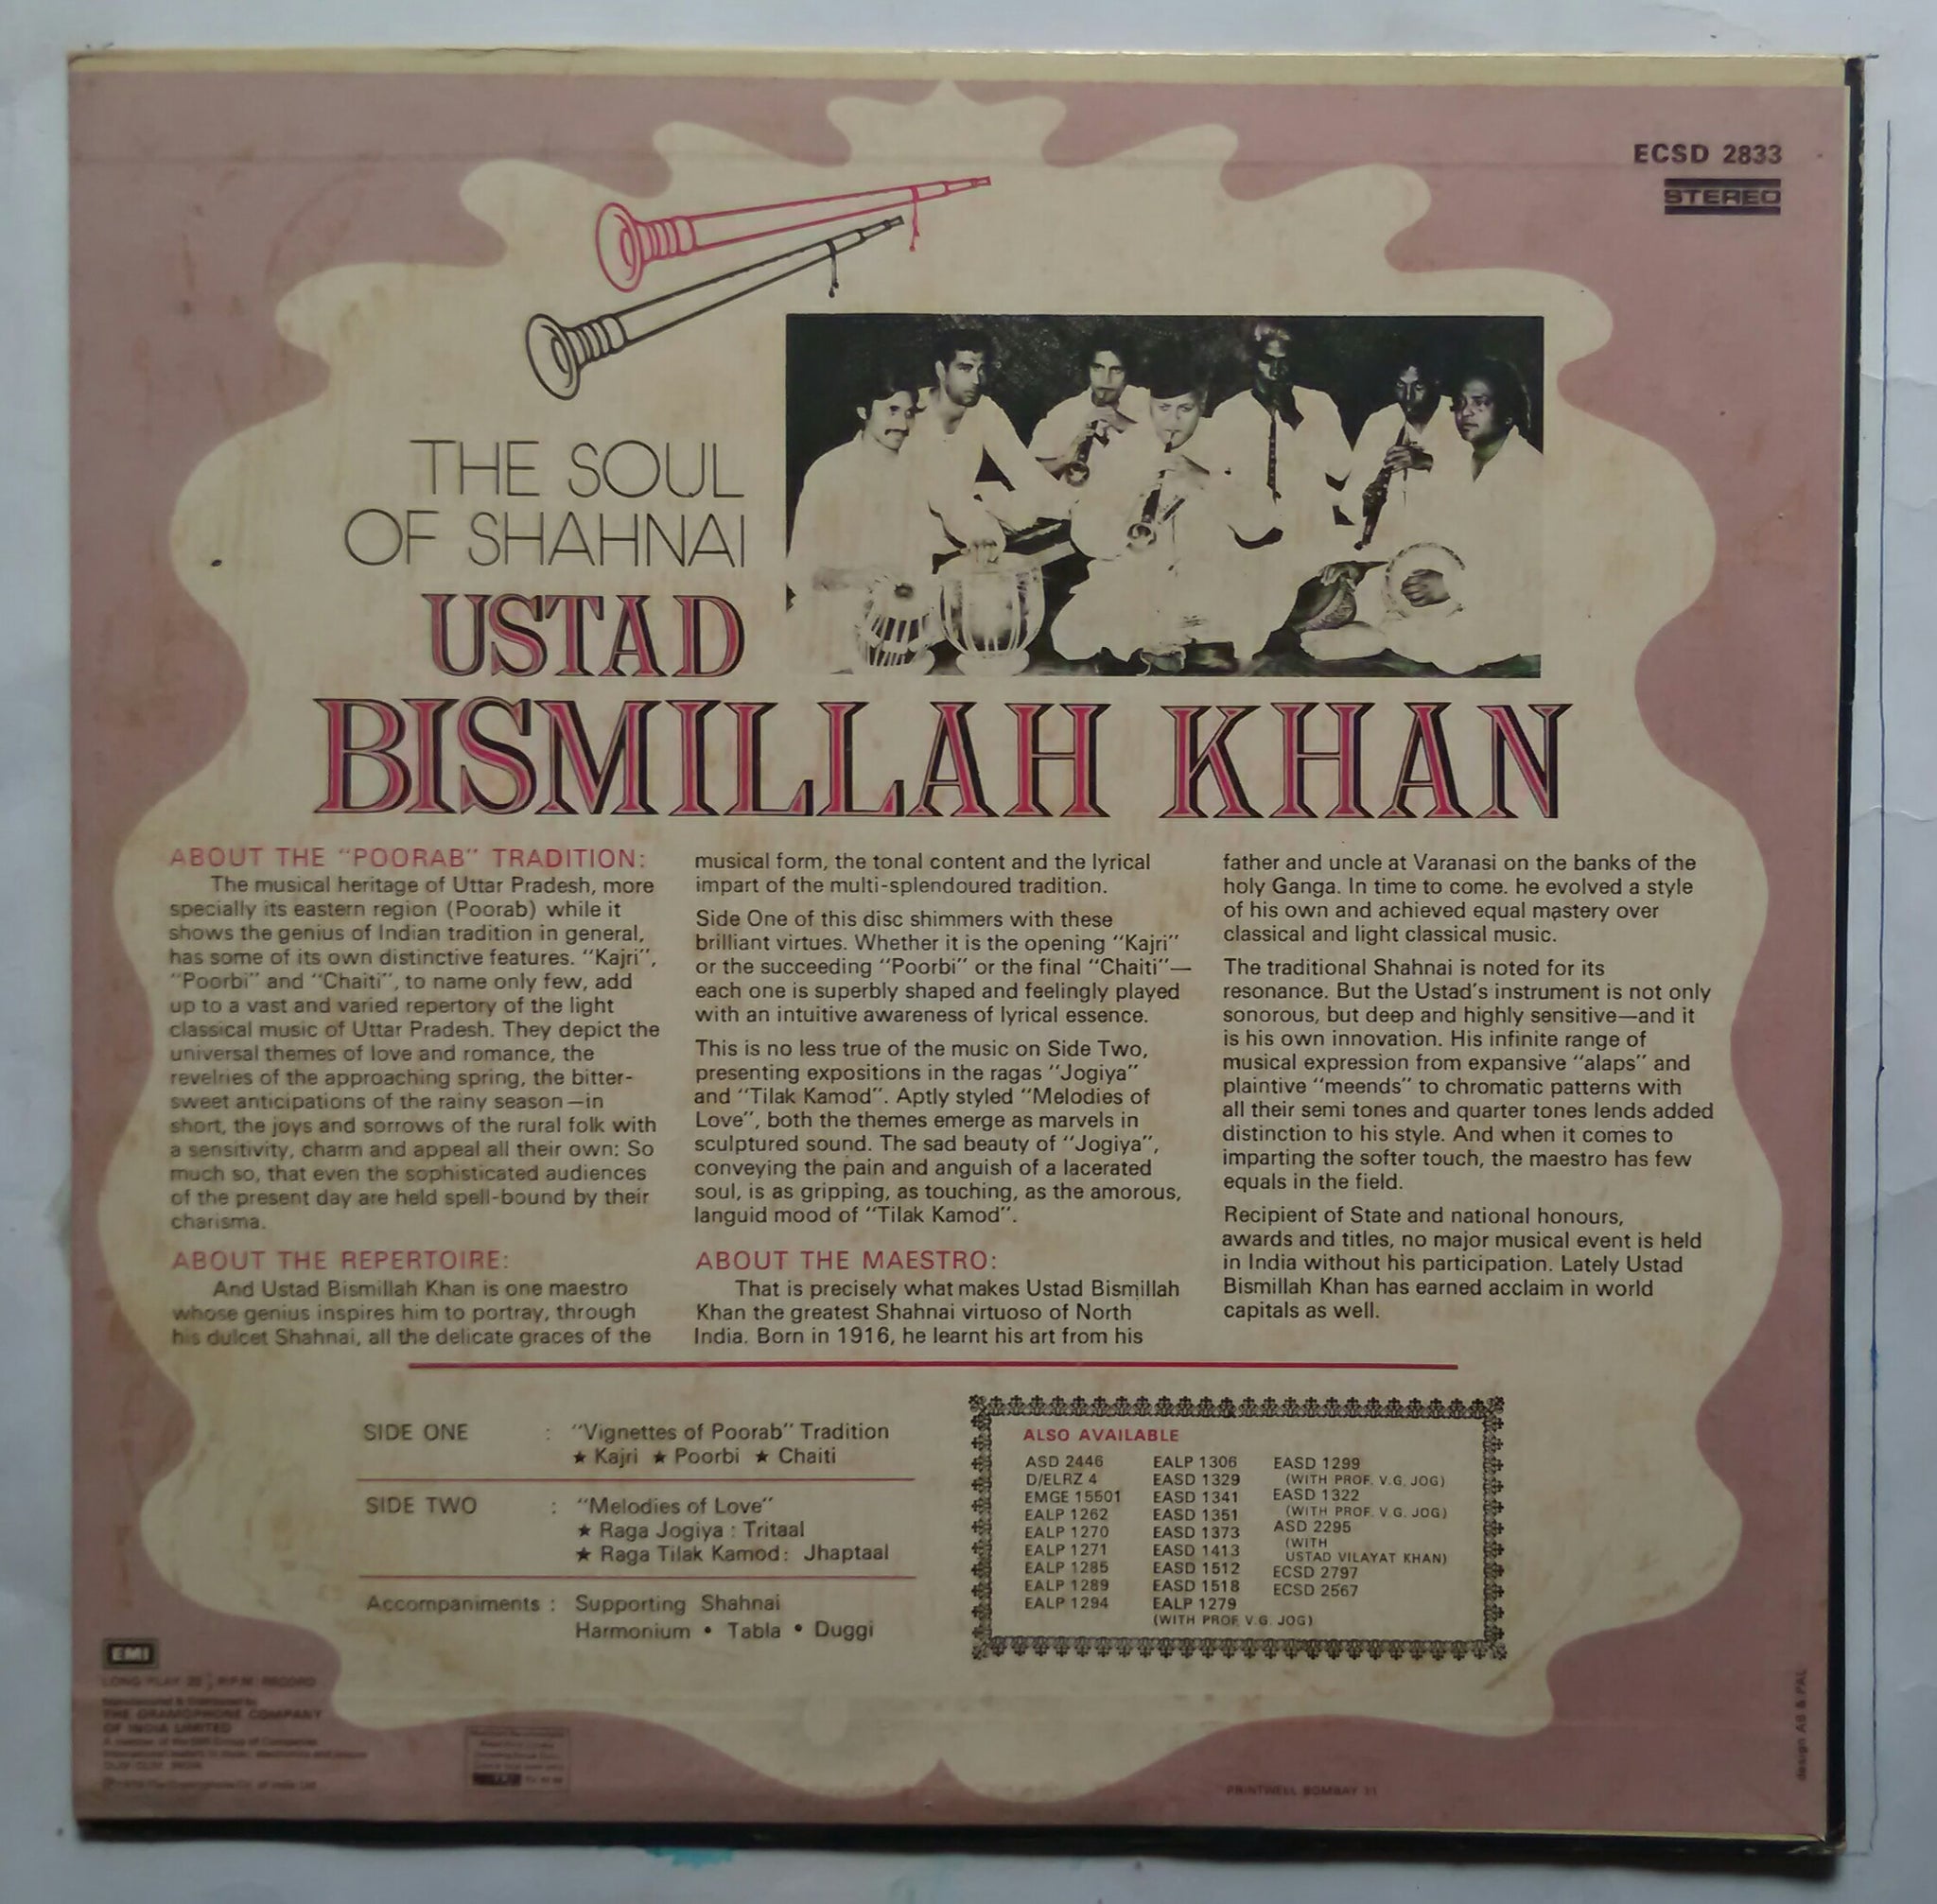 ECSD 2833
STEREO
THE SOUL
OF SHAHNAI
USTAD
BISMILLAH KHAN
ABOUT THE "POORAB" TRADITION:
The musical heritage of Uttar Pradesh, more
specially its eastern region (Poorab) while it
shows the genius of Indian tradition in general,
has some of its own distinctive features. "Kajri",
"Poorbi" and "Chaiti", to name only few, add
up to a vast and varied repertory of the light
classical music of Uttar Pradesh. They depict the
universal themes of love and romance, the
revelries of the approaching spring, the bitter-
sweet anticipations of the rainy season—in
short, the joys and sorrows of the rural folk with
a sensitivity, charm and appeal all their own: So
much so, that even the sophisticated audiences
of the present day are held spell-bound by their
charisma.
ABOUT THE REPERTOIRE:
And Ustad Bismillah Khan is one maestro
whose genius inspires him to portray, through
his dulcet Shahnai, all the delicate graces of the
musical form, the tonal content and the lyrical
impart of the multi-splendoured tradition.
Side One of this disc shimmers with these
brilliant virtues. Whether it is the opening "Kajri"
or the succeeding "Poorbi" or the final "Chaiti"—
each one is superbly shaped and feelingly played
with an intuitive awareness of lyrical essence.
This is no less true of the music on Side Two,
presenting expositions in the ragas "Jogiya"
and "Tilak Kamod". Aptly styled "Melodies of
Love", both the themes emerge as marvels in
sculptured sound. The sad beauty of "Jogiya",
conveying the pain and anguish of a lacerated
soul, is as gripping, as touching, as the amorous,
languid mood of "Tilak Kamod".
ABOUT THE MAESTRO:
That is precisely what makes Ustad Bismillah
Khan the greatest Shahnai virtuoso of North
India. Born in 1916, he learnt his art from his
father and uncle at Varanasi on the banks of the
holy Ganga. In time to come. he evolved a style
of his own and achieved equal mastery over
classical and light classical music.
The traditional Shahnai is noted for its
resonance. But the Ustad's instrument is not only
sonorous, but deep and highly sensitive—and it
is his own innovation. His infinite range of
musical expression from expansive "alaps" and
plaintive "meends" to chromatic patterns with
all their semi tones and quarter tones lends added
distinction to his style. And when it comes to
imparting the softer touch, the maestro has few
equals in the field.
Recipient of State and national honours,
awards and titles, no major musical event is held
in India without his participation. Lately Ustad
Bismillah Khan has earned acclaim in world
capitals as well.
SIDE ONE : "Vignettes of Poorab" Tradition
★ Kajri ★ Poorbi ★ Chaiti
SIDE TWO : "Melodies of Love"
★ Raga Jogiya : Tritaal
★ Raga Tilak Kamod: Jhaptaal
Accompaniments : Supporting Shahnai
Harmonium • Tabla • Duggi
ALSO AVAILABLE
ASD 2446
D/ELRZ 4
EMGE 15501
EALP 1262
EALP 1270
EALP 1271
EALP 1285
EALP 1289
EALP 1294
EALP 1306
EASD 1329
EASD 1341
EASD 1351
EASD 1373
EASD 1413
EASD 1512
EASD 1518
EALP 1279
(WITH PROF. V.G. JOG)
EASD 1299
(WITH PROF. V.G. JOG)
EASD 1322
(WITH PROF. V.G. JOG)
ASD 2295
(WITH
USTAD VILAYAT KHAN)
ECSD 2797
ECSD 2567
EMI
LONG PLAY 33 1/3 R.P.M. RECORD
Manufactured & Distributed by
THE GRAMOPHONE COMPANY
OF INDIA LIMITED
A member of the EMI Group of Companies
DUM DUM, INDIA
PRINTWELL BOMBAY 11
design AB & PAL